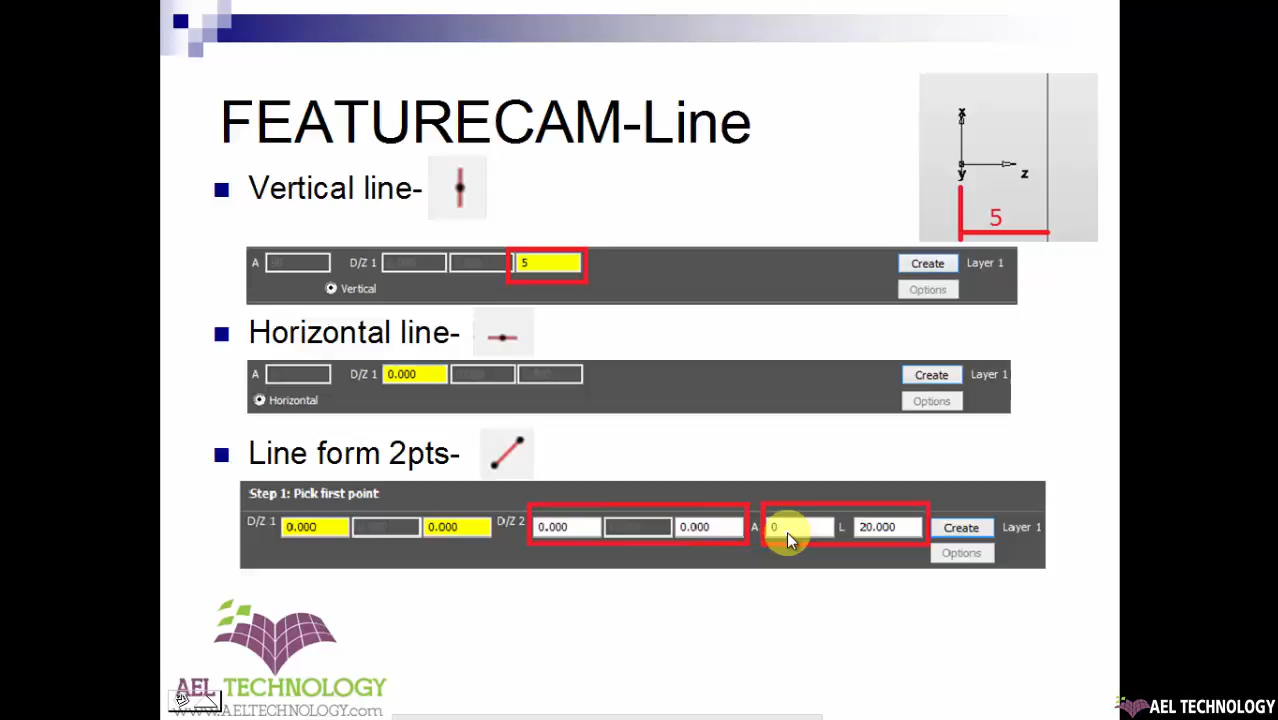 FEATURECAM-Line
x
y z
5
Vertical line-
A 90 D/Z 1 5 Create Layer 1
Vertical Options
Horizontal line-
A D/Z 1 0.000 Create Layer 1
Horizontal Options
Line form 2pts-
Step 1: Pick first point
D/Z 1 0.000 0.000 D/Z 2 0.000 0.000 A 0 L 20.000 Create Layer 1
Options
AEL TECHNOLOGY
www.AELTECHNOLOGY.com
AEL TECHNOLOGY